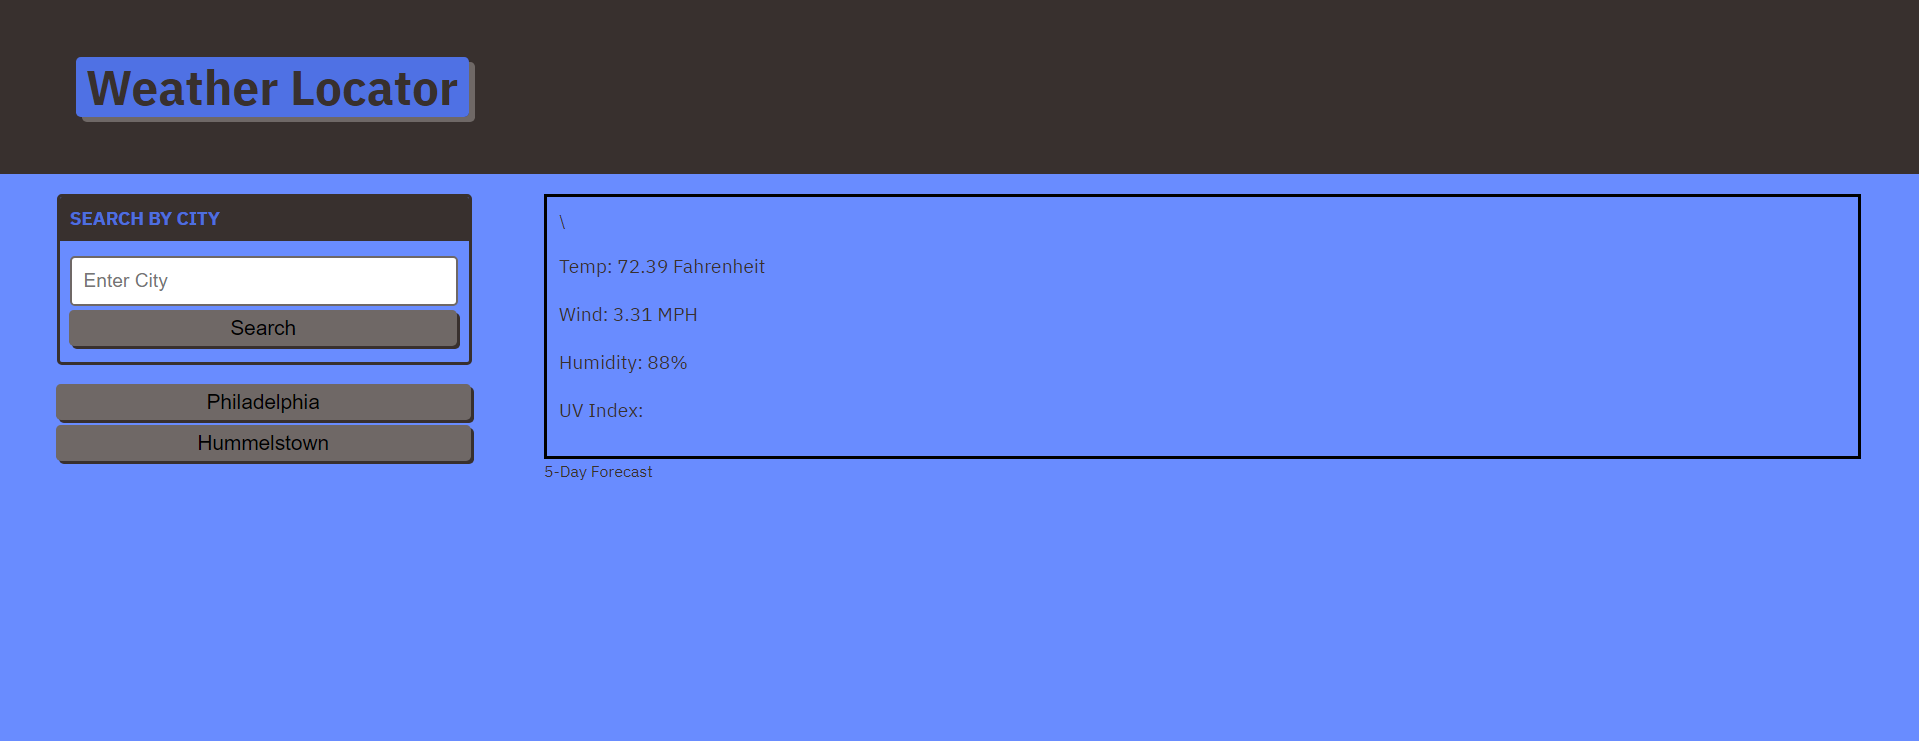 Weather Locator
SEARCH BY CITY
Enter City
Search
Philadelphia
Hummelstown
\
Temp: 72.39 Fahrenheit
Wind: 3.31 MPH
Humidity: 88%
UV Index:
5-Day Forecast